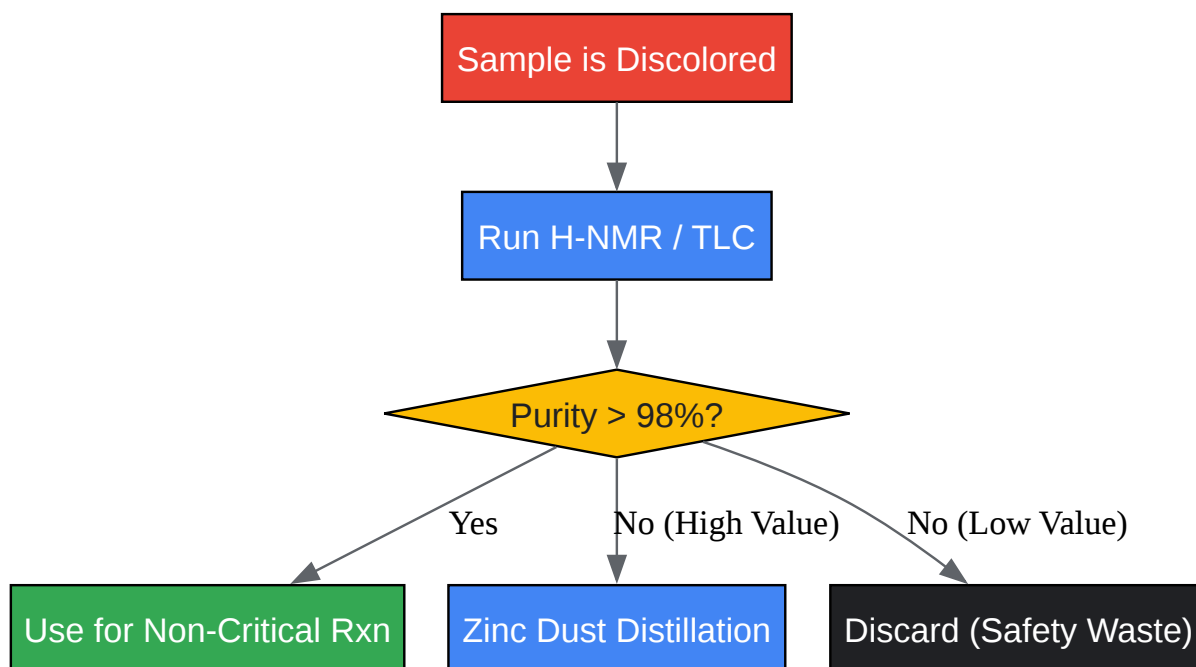 Sample is Discolored
Run H-NMR / TLC
Purity > 98%?
Yes
No (High Value)
No (Low Value)
Use for Non-Critical Rxn
Zinc Dust Distillation
Discard (Safety Waste)